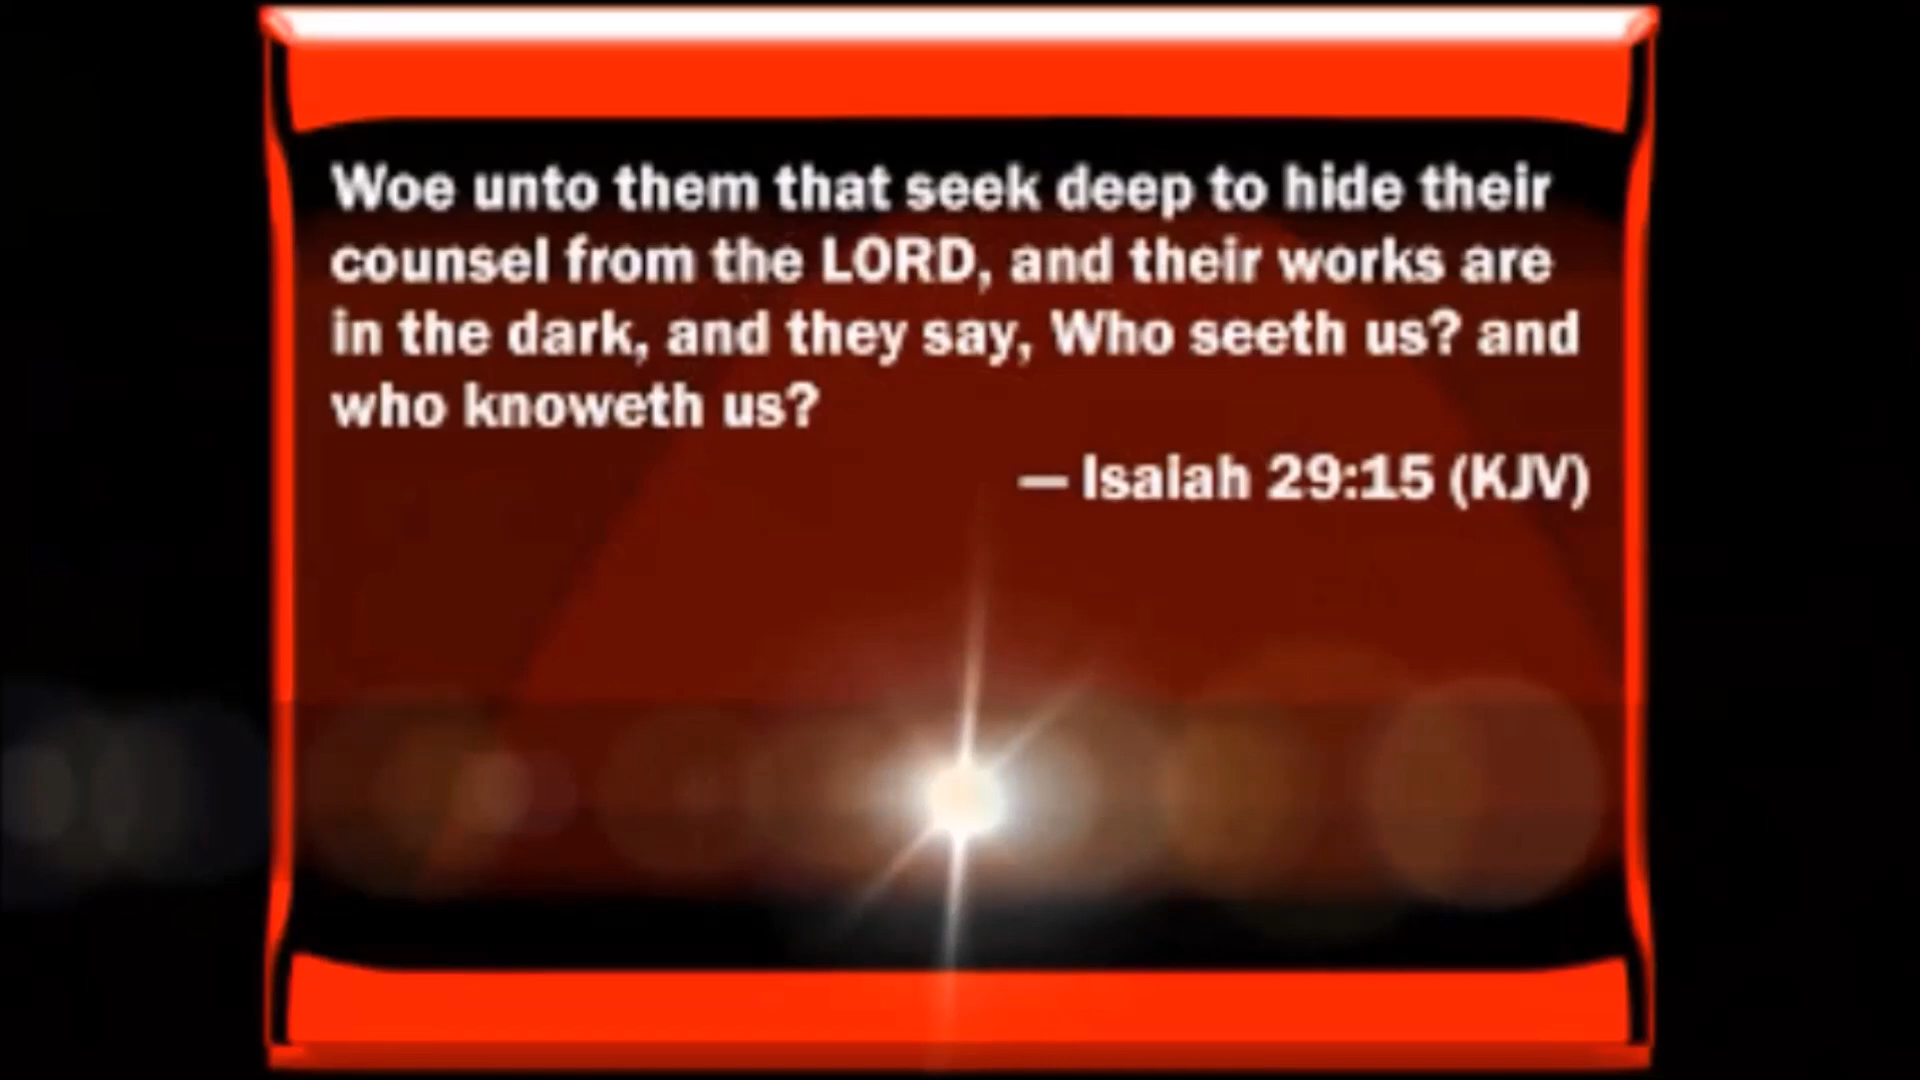 Woe unto them that seek deep to hide their
counsel from the LORD, and their works are
in the dark, and they say, Who seeth us? and
who knoweth us?
— Isaiah 29:15 (KJV)